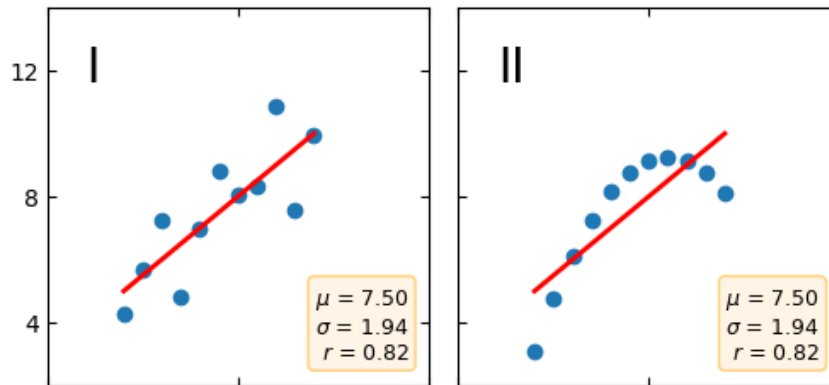 I
II
12
8
4
μ = 7.50
σ = 1.94
r = 0.82
μ = 7.50
σ = 1.94
r = 0.82